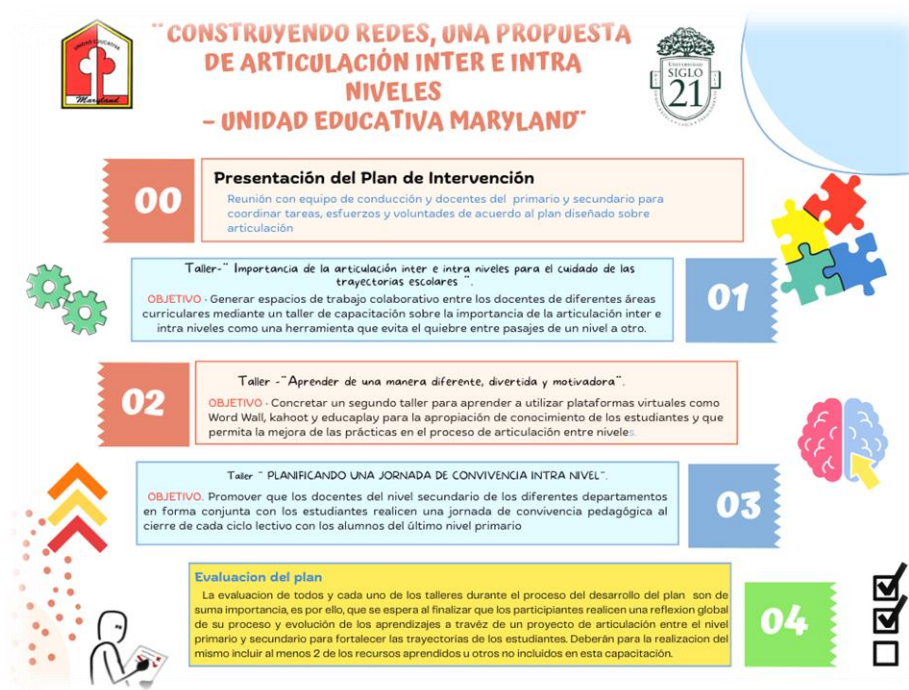 ¨ CONSTRUYENDO REDES, UNA PROPUESTA
DE ARTICULACIÓN INTER E INTRA
NIVELES
– UNIDAD EDUCATIVA MARYLAND¨
UNIDAD EDUCATIVA
Maryland
UNIVERSIDAD
SIGLO
21
00
Presentación del Plan de Intervención
Reunión con equipo de conducción y docentes del primario y secundario para
coordinar tareas, esfuerzos y voluntades de acuerdo al plan diseñado sobre
articulación
Taller-¨ Importancia de la articulación inter e intra niveles para el cuidado de las
trayectorias escolares ¨.
OBJETIVO · Generar espacios de trabajo colaborativo entre los docentes de diferentes áreas
curriculares mediante un taller de capacitación sobre la importancia de la articulación inter e
intra niveles como una herramienta que evita el quiebre entre pasajes de un nivel a otro.
01
02
Taller -¨Aprender de una manera diferente, divertida y motivadora¨.
OBJETIVO · Concretar un segundo taller para aprender a utilizar plataformas virtuales como
Word Wall, kahoot y educaplay para la apropiación de conocimiento de los estudiantes y que
permita la mejora de las prácticas en el proceso de articulación entre niveles.
Taller ¨ PLANIFICANDO UNA JORNADA DE CONVIVENCIA INTRA NIVEL¨.
OBJETIVO. Promover que los docentes del nivel secundario de los diferentes departamentos
en forma conjunta con los estudiantes realicen una jornada de convivencia pedagógica al
cierre de cada ciclo lectivo con los alumnos del último nivel primario
03
Evaluacion del plan
La evaluacion de todos y cada uno de los talleres durante el proceso del desarrollo del plan son de
suma importancia, es por ello, que se espera al finalizar que los participiantes realicen una reflexion global
de su proceso y evolución de los aprendizajes a travéz de un proyecto de articulación entre el nivel
primario y secundario para fortalecer las trayectorias de los estudiantes. Deberán para la realizacion del
mismo incluir al menos 2 de los recursos aprendidos u otros no incluidos en esta capacitación.
04